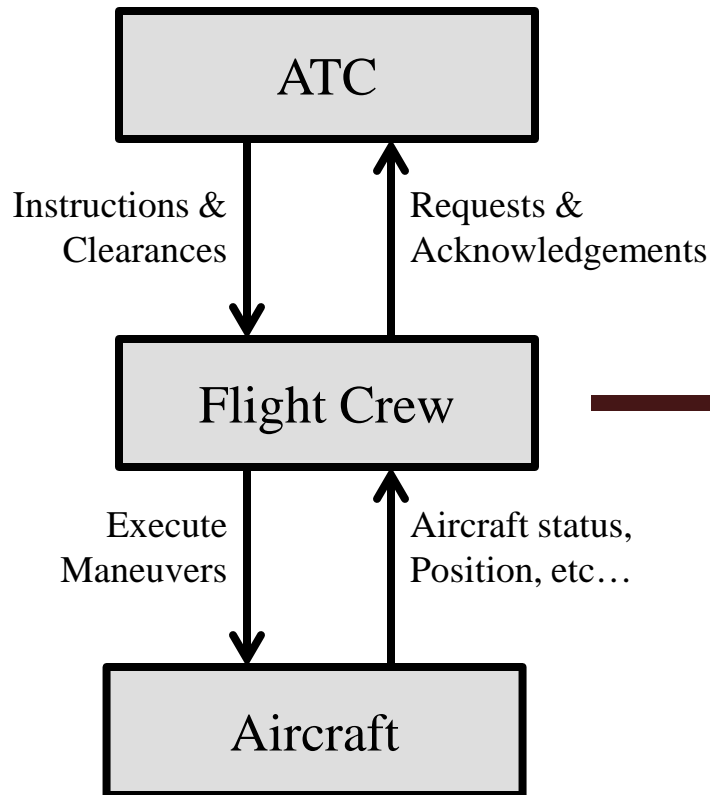 ATC
Instructions &
Clearances
Requests &
Acknowledgements
Flight Crew
Execute
Maneuvers
Aircraft status,
Position, etc…
Aircraft